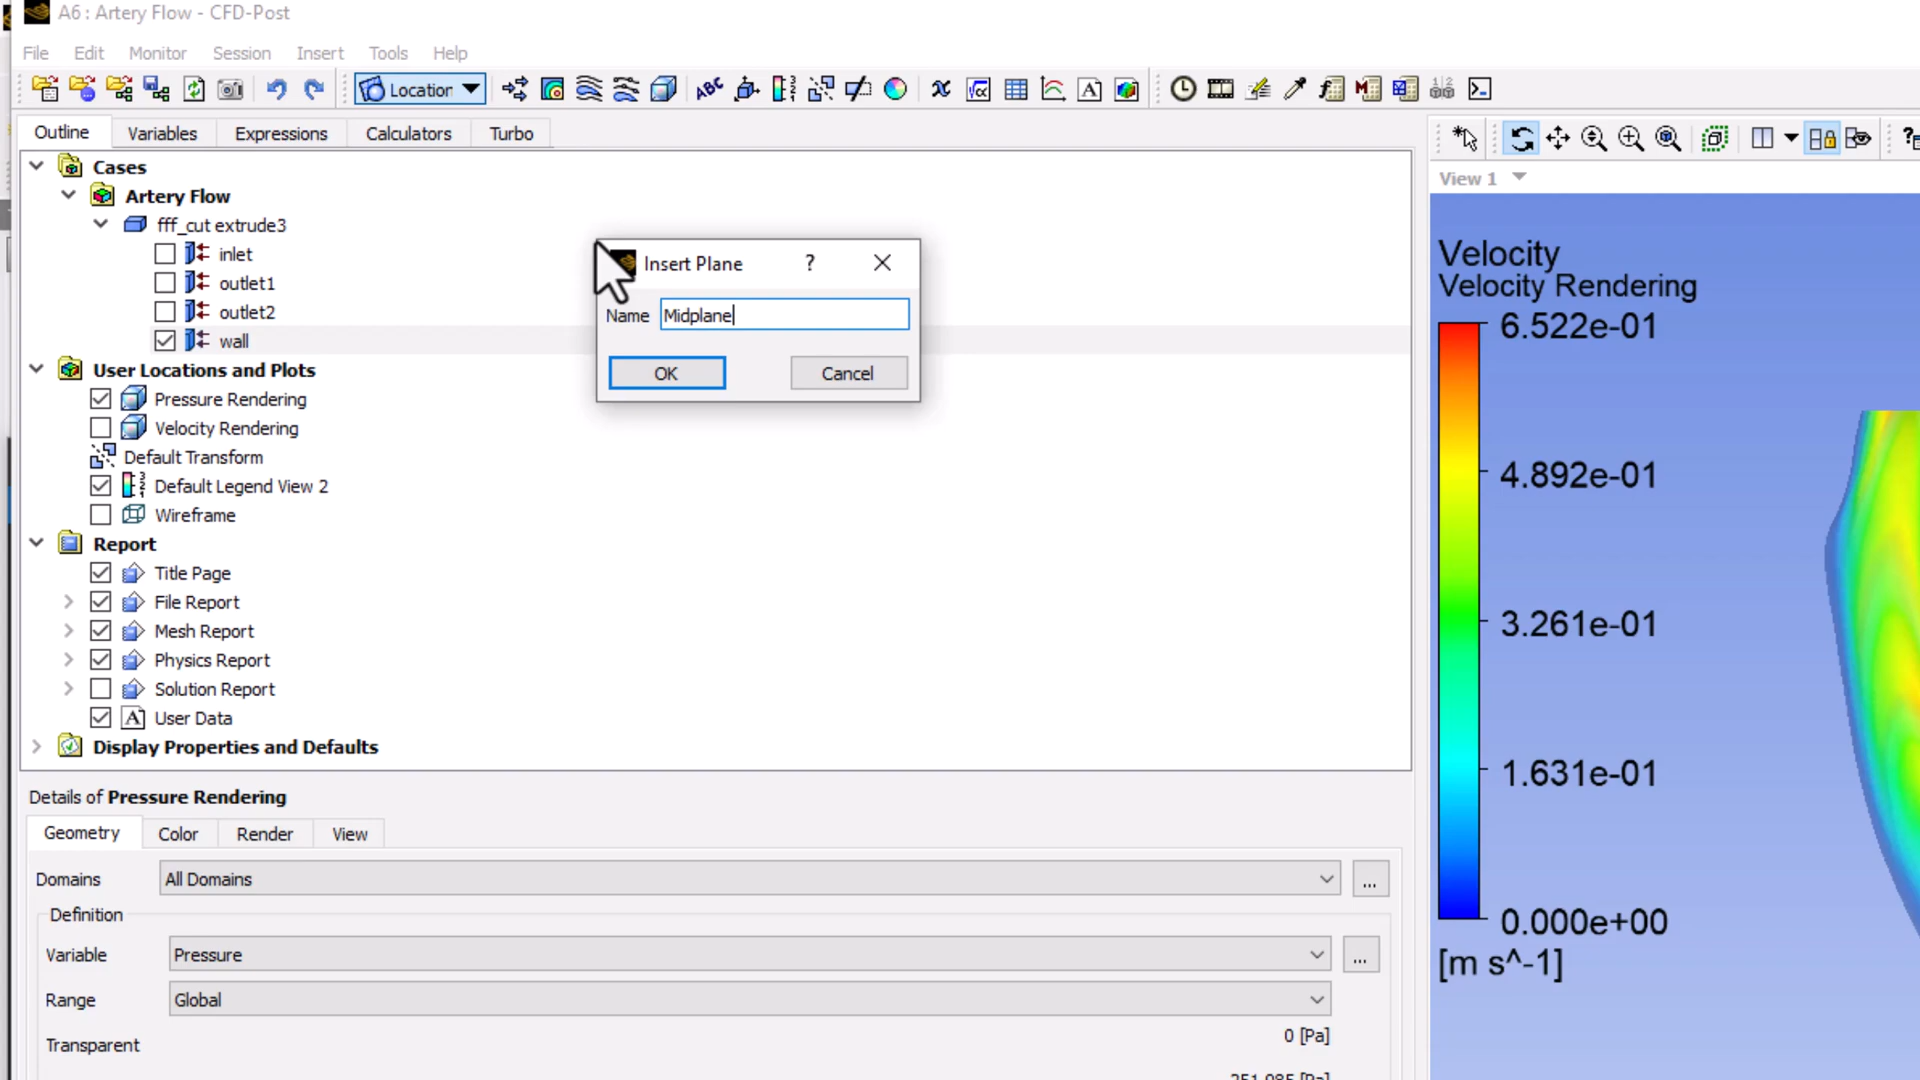 A6 : Artery Flow - CFD-Post
File Edit Monitor Session Insert Tools Help
Location
ABC
Outline Variables Expressions Calculators Turbo
Cases
Artery Flow
fff_cut extrude3
inlet
outlet1
outlet2
wall
User Locations and Plots
Pressure Rendering
Velocity Rendering
Default Transform
Default Legend View 2
Wireframe
Report
Title Page
File Report
Mesh Report
Physics Report
Solution Report
User Data
Display Properties and Defaults
Insert Plane ?
Name Midplane
OK Cancel
Details of Pressure Rendering
Geometry Color Render View
Domains All Domains ...
Definition
Variable Pressure ...
Range Global
Transparent 0 [Pa]
View 1
Velocity
Velocity Rendering
6.522e-01
4.892e-01
3.261e-01
1.631e-01
0.000e+00
[m s^-1]